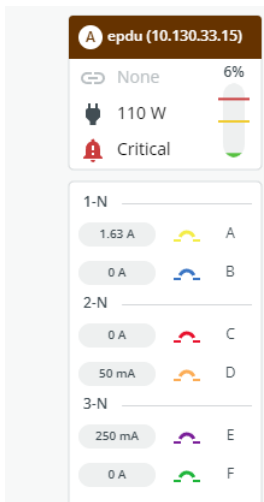 A epdu (10.130.33.15)
None 6%
110 W
Critical
1-N
1.63 A A
0 A B
2-N
0 A C
50 mA D
3-N
250 mA E
0 A F